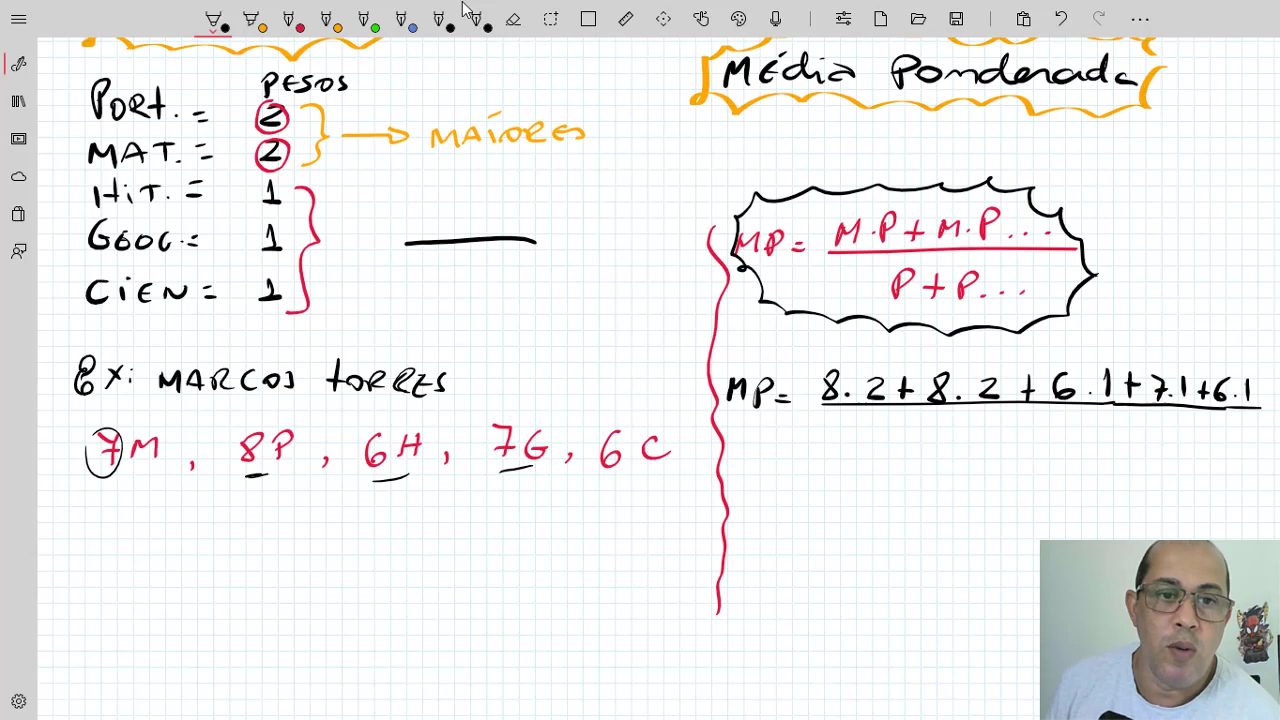 PESOS
PORT. = 2
MAT. = 2
MAIORES
HIT. = 1
GEOG. = 1
CIEN = 1
Ex: MARCOS TORRES
7M, 8P, 6H, 7G, 6C
Média Ponderada
MP = M.P + M.P...
P + P...
MP = 8.2 + 8.2 + 6.1 + 7.1 + 6.1